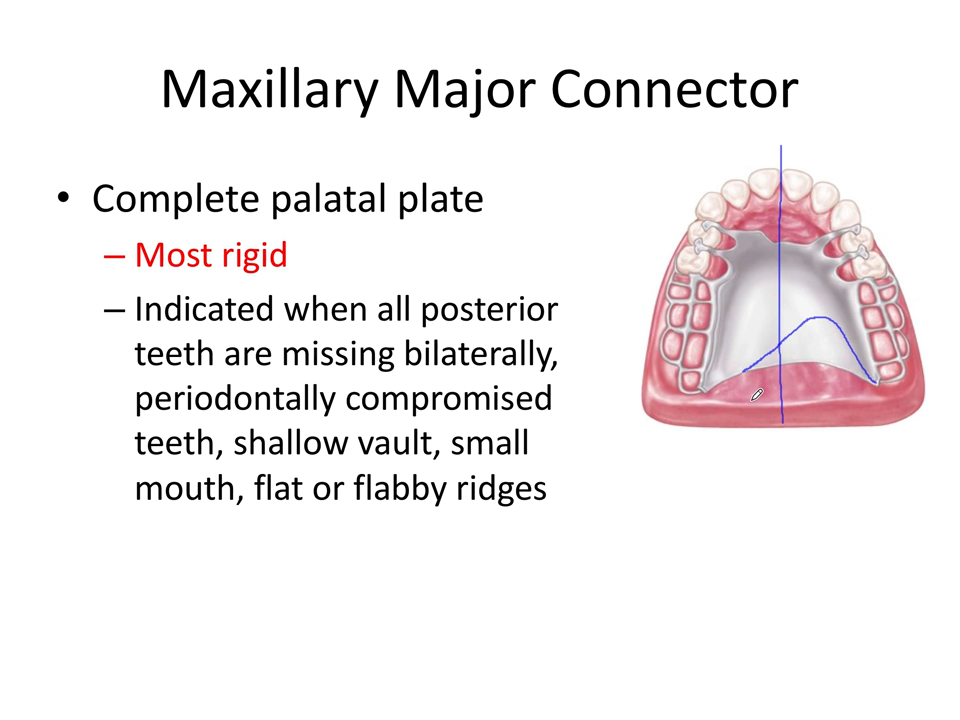 Maxillary Major Connector
• Complete palatal plate
– Most rigid
– Indicated when all posterior
teeth are missing bilaterally,
periodontally compromised
teeth, shallow vault, small
mouth, flat or flabby ridges